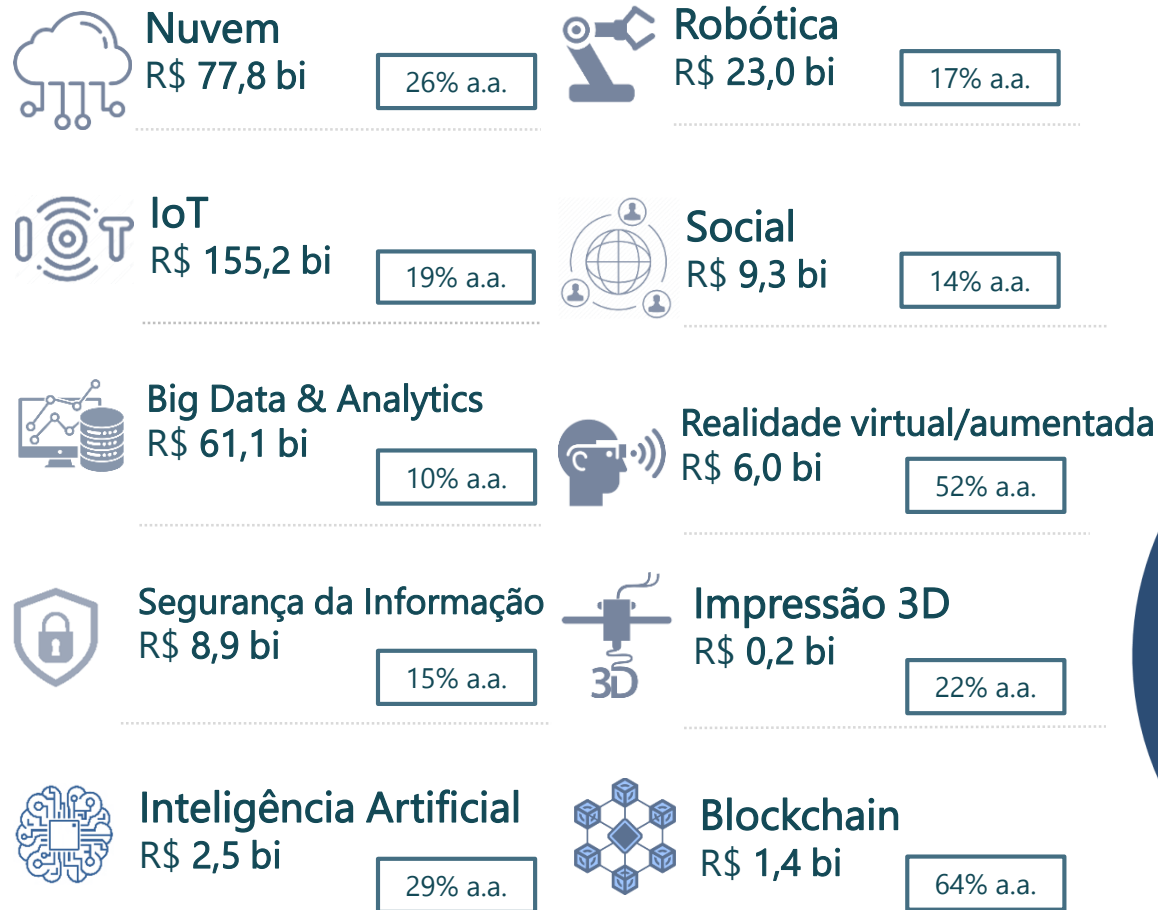 Nuvem
R$ 77,8 bi
26% a.a.
Robótica
R$ 23,0 bi
17% a.a.
IoT
IoT
R$ 155,2 bi
19% a.a.
Social
R$ 9,3 bi
14% a.a.
Big Data & Analytics
R$ 61,1 bi
10% a.a.
Realidade virtual/aumentada
R$ 6,0 bi
52% a.a.
Segurança da Informação
R$ 8,9 bi
15% a.a.
3D
Impressão 3D
R$ 0,2 bi
22% a.a.
Inteligência Artificial
R$ 2,5 bi
29% a.a.
Blockchain
R$ 1,4 bi
64% a.a.